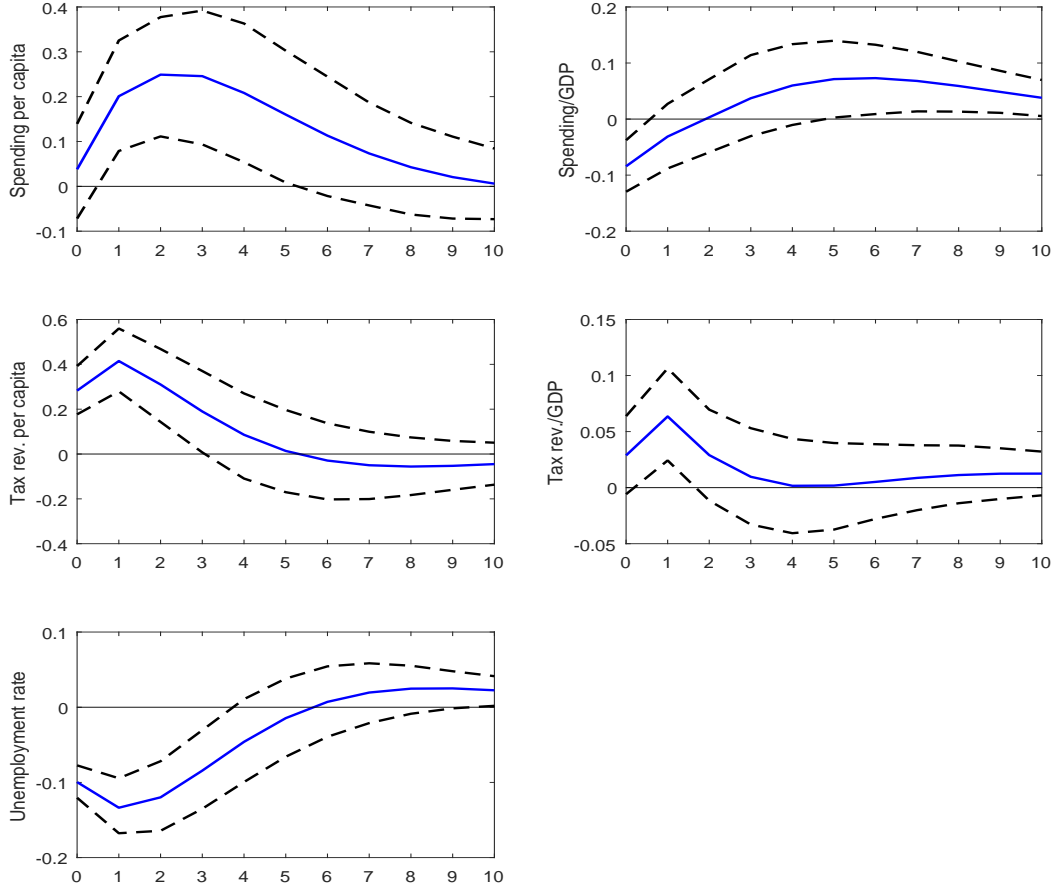 0.4
0.3
0.2
0.1
0
-0.1
Spending per capita
0 1 2 3 4 5 6 7 8 9 10
0.2
0.1
0
-0.1
-0.2
Spending/GDP
0 1 2 3 4 5 6 7 8 9 10
0.6
0.4
0.2
0
-0.2
-0.4
Tax rev. per capita
0 1 2 3 4 5 6 7 8 9 10
0.15
0.1
0.05
0
-0.05
Tax rev./GDP
0 1 2 3 4 5 6 7 8 9 10
0.1
0
-0.1
-0.2
Unemployment rate
0 1 2 3 4 5 6 7 8 9 10